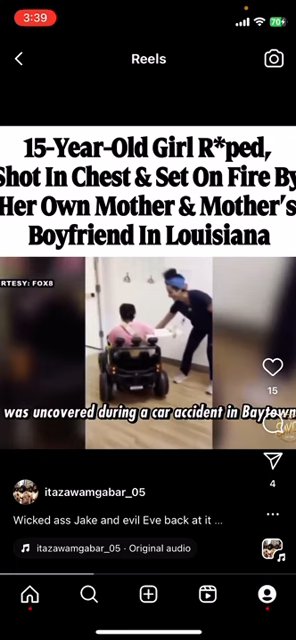 3:39
70
Reels
15-Year-Old Girl R*ped,
Shot In Chest & Set On Fire By
Her Own Mother & Mother's
Boyfriend In Louisiana
RTESY: FOX8
was uncovered during a car accident in Baytown
15
4
itazawamgabar_05
Wicked ass Jake and evil Eve back at it ...
itazawamgabar_05 · Original audio